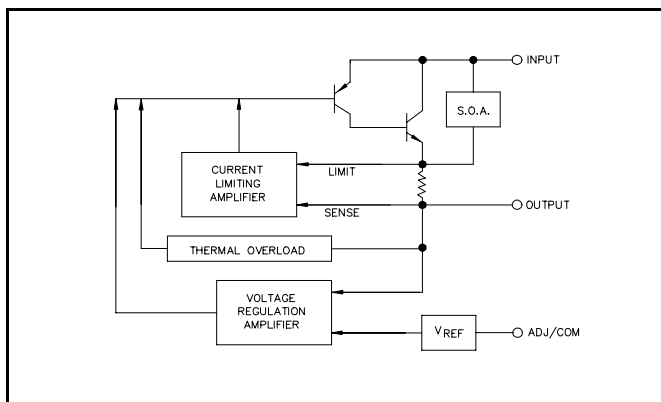 INPUT
S.O.A.
CURRENT
LIMITING
AMPLIFIER
LIMIT
SENSE
OUTPUT
THERMAL OVERLOAD
VOLTAGE
REGULATION
AMPLIFIER
VREF
ADJ/COM